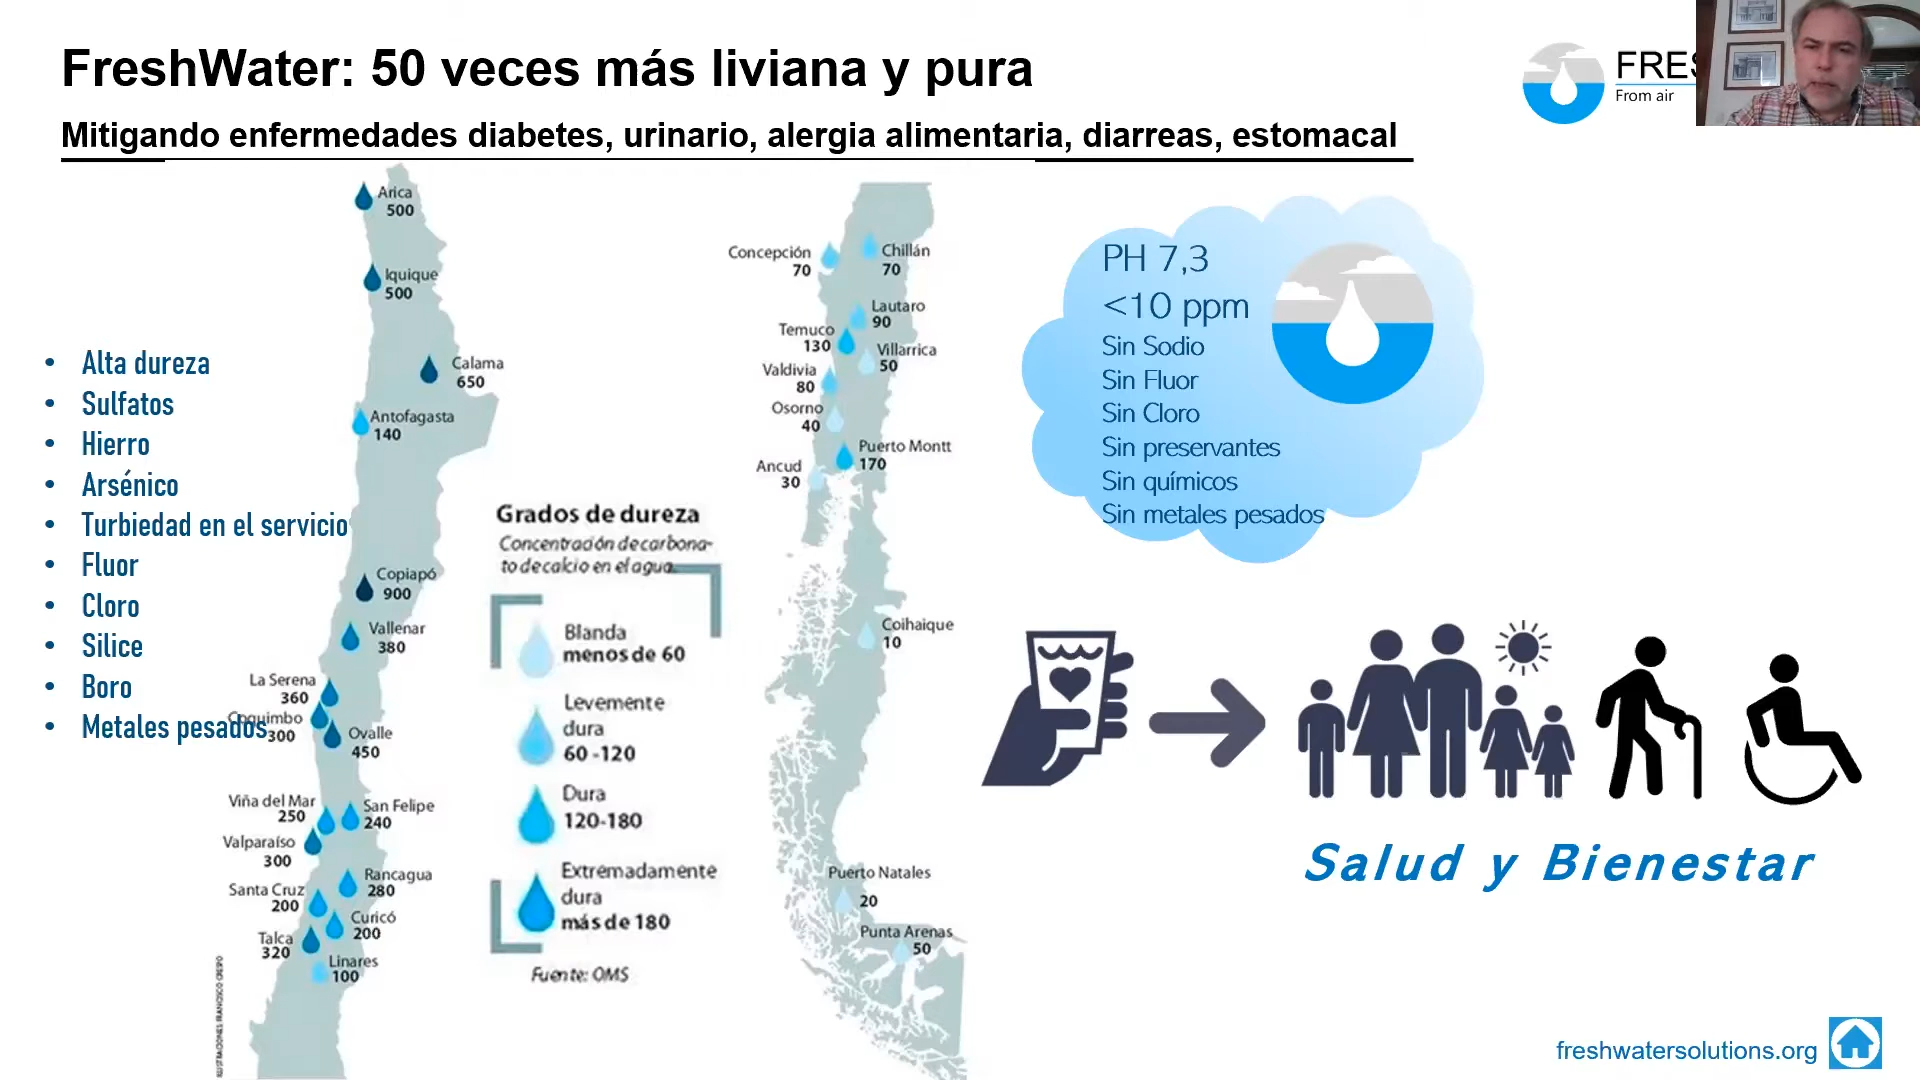 FreshWater: 50 veces más liviana y pura
Mitigando enfermedades diabetes, urinario, alergia alimentaria, diarreas, estomacal
From air
• Alta dureza
• Sulfatos
• Hierro
• Arsénico
• Turbiedad en el servicio
• Fluor
• Cloro
• Silice
• Boro
• Metales pesados
Arica
500
Iquique
500
Calama
650
Antofagasta
140
Copiapó
900
Vallenar
380
La Serena
360
Coquimbo
300
Ovalle
450
Viña del Mar
250
San Felipe
240
Valparaíso
300
Rancagua
280
Santa Cruz
200
Curicó
200
Talca
320
Linares
100
ILUSTRACIONES FRANCISCO CRESPO
Grados de dureza
Concentración de carbona-
to de calcio en el agua
Blanda
menos de 60
Levemente
dura
60 -120
Dura
120-180
Extremadamente
dura
más de 180
Fuente: OMS
Concepción
70
Chillán
70
Lautaro
90
Temuco
130
Villarrica
50
Valdivia
80
Osorno
40
Puerto Montt
170
Ancud
30
Coihaique
10
Puerto Natales
20
Punta Arenas
50
PH 7,3
<10 ppm
Sin Sodio
Sin Fluor
Sin Cloro
Sin preservantes
Sin químicos
Sin metales pesados
Salud y Bienestar
freshwatersolutions.org